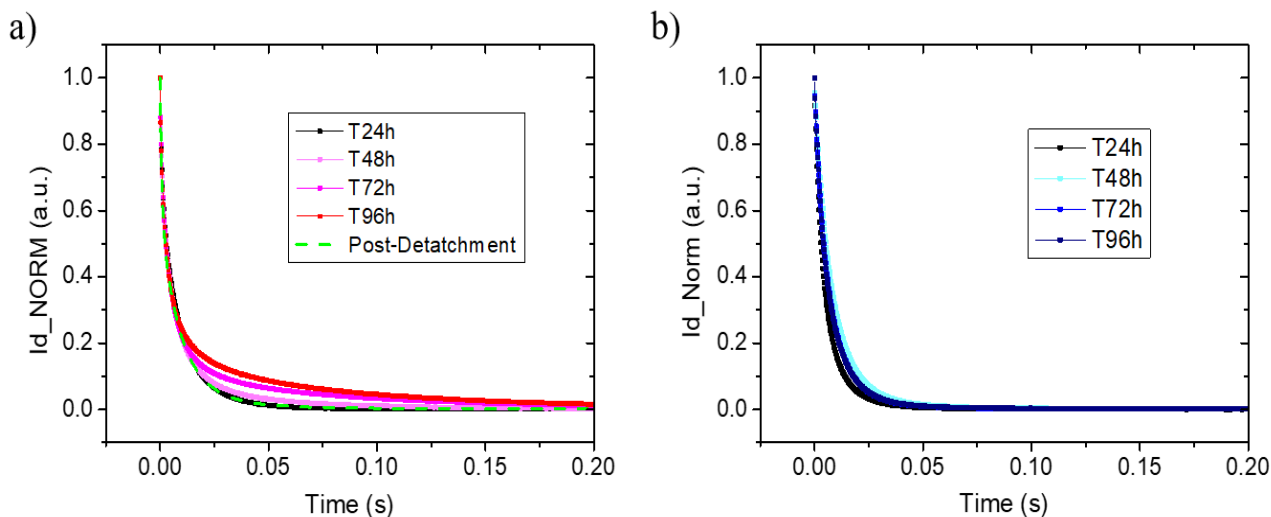 a)
Id_NORM (a.u.)
1.0
0.8
0.6
0.4
0.2
0.0
T24h
T48h
T72h
T96h
Post-Detatchment
0.00
0.05
0.10
0.15
0.20
Time (s)
b)
Id_Norm (a.u.)
1.0
0.8
0.6
0.4
0.2
0.0
T24h
T48h
T72h
T96h
0.00
0.05
0.10
0.15
0.20
Time (s)